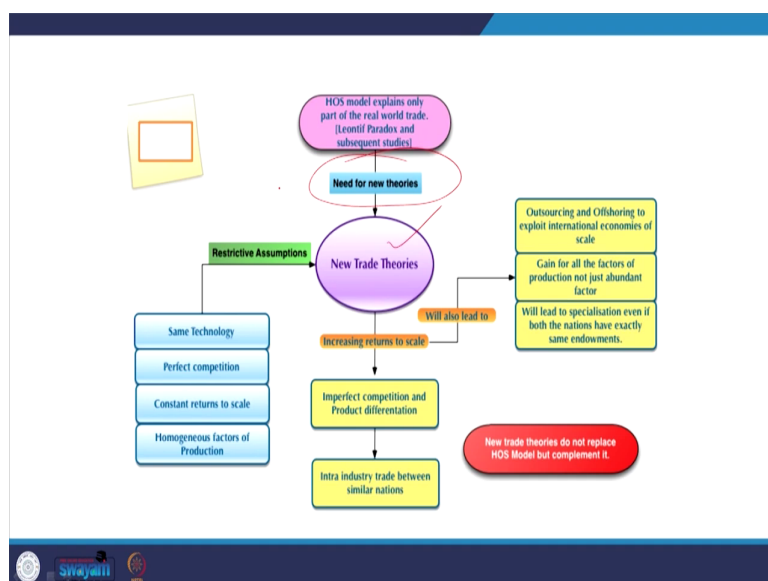 HOS model explains only
part of the real world trade.
[Leontif Paradox and
subsequent studies]
Need for new theories
New Trade Theories
Restrictive Assumptions
Same Technology
Perfect competition
Constant returns to scale
Homogeneous factors of
Production
Increasing returns to scale
Will also lead to
Outsourcing and Offshoring to
exploit international economies of
scale
Gain for all the factors of
production not just abundant
factor
Will lead to specialisation even if
both the nations have exactly
same endowments.
Imperfect competition and
Product differentation
Intra industry trade between
similar nations
New trade theories do not replace
HOS Model but complement it.
swayam